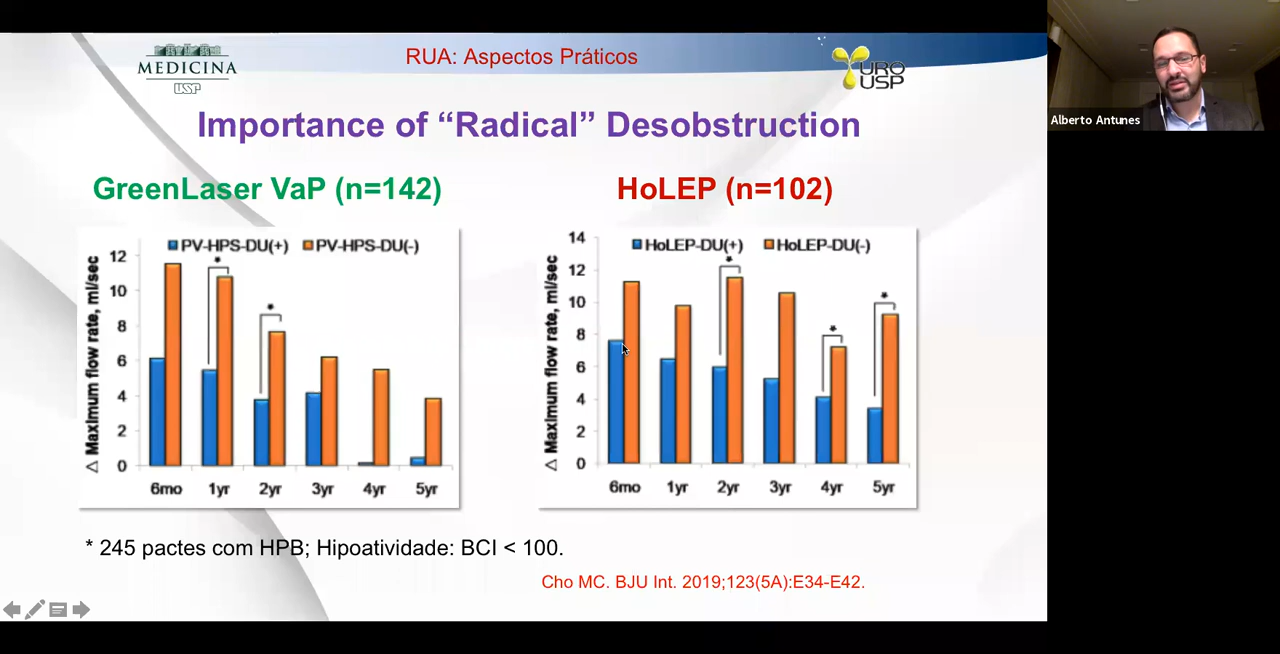 MEDICINA
USP
RUA: Aspectos Práticos
URO
USP
Alberto Antunes
Importance of “Radical” Desobstruction
GreenLaser VaP (n=142)
HoLEP (n=102)
PV-HPS-DU(+) PV-HPS-DU(-)
△ Maximum flow rate, ml/sec
12
10
8
6
4
2
0
* *
6mo 1yr 2yr 3yr 4yr 5yr
HoLEP-DU(+) HoLEP-DU(-)
△ Maximum flow rate, ml/sec
14
12
10
8
6
4
2
0
* * *
6mo 1yr 2yr 3yr 4yr 5yr
* 245 pactes com HPB; Hipoatividade: BCI < 100.
Cho MC. BJU Int. 2019;123(5A):E34-E42.